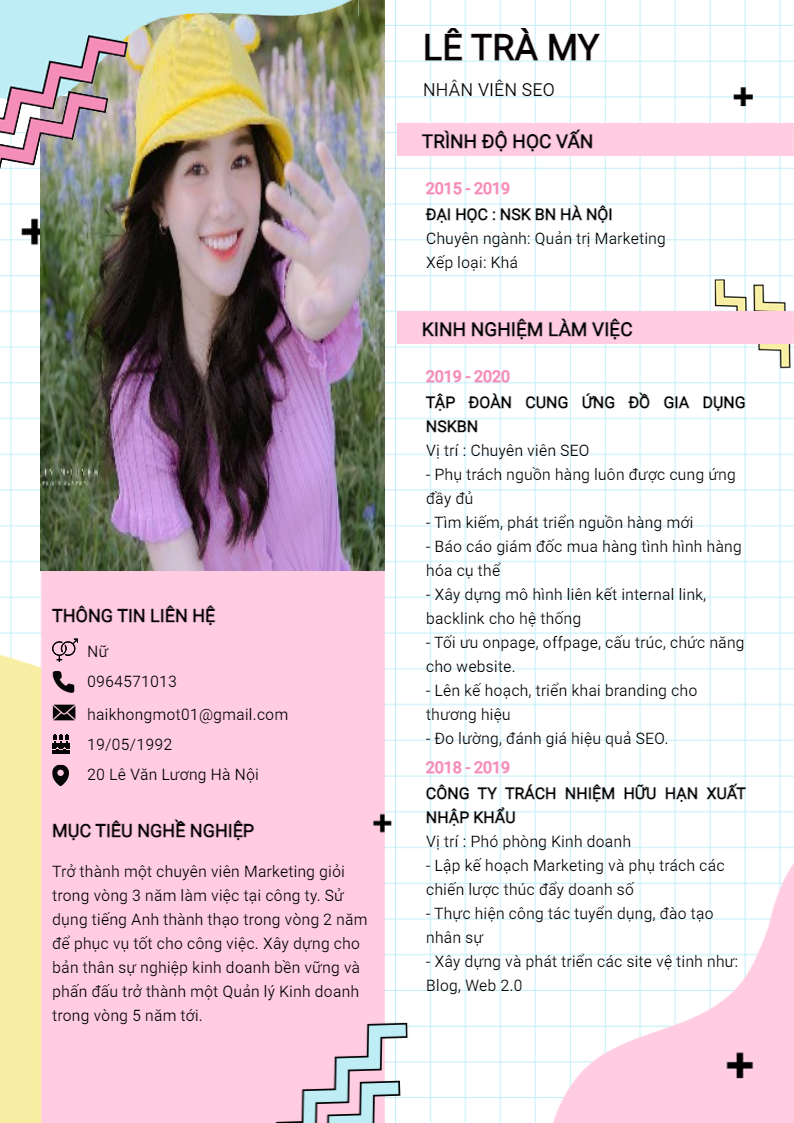 LÊ TRÀ MY
NHÂN VIÊN SEO
TRÌNH ĐỘ HỌC VẤN
2015 - 2019
ĐẠI HỌC : NSK BN HÀ NỘI
Chuyên ngành: Quản trị Marketing
Xếp loại: Khá
KINH NGHIỆM LÀM VIỆC
2019 - 2020
TẬP ĐOÀN CUNG ỨNG ĐỒ GIA DỤNG
NSKBN
Vị trí : Chuyên viên SEO
- Phụ trách nguồn hàng luôn được cung ứng
đầy đủ
- Tìm kiếm, phát triển nguồn hàng mới
- Báo cáo giám đốc mua hàng tình hình hàng
hóa cụ thể
- Xây dựng mô hình liên kết internal link,
backlink cho hệ thống
- Tối ưu onpage, offpage, cấu trúc, chức năng
cho website.
- Lên kế hoạch, triển khai branding cho
thương hiệu
- Đo lường, đánh giá hiệu quả SEO.
2018 - 2019
CÔNG TY TRÁCH NHIỆM HỮU HẠN XUẤT
NHẬP KHẨU
Vị trí : Phó phòng Kinh doanh
- Lập kế hoạch Marketing và phụ trách các
chiến lược thúc đẩy doanh số
- Thực hiện công tác tuyển dụng, đào tạo
nhân sự
- Xây dựng và phát triển các site vệ tinh như:
Blog, Web 2.0
THÔNG TIN LIÊN HỆ
Nữ
0964571013
haikhongmot01@gmail.com
19/05/1992
20 Lê Văn Lương Hà Nội
MỤC TIÊU NGHỀ NGHIỆP
Trở thành một chuyên viên Marketing giỏi
trong vòng 3 năm làm việc tại công ty. Sử
dụng tiếng Anh thành thạo trong vòng 2 năm
để phục vụ tốt cho công việc. Xây dựng cho
bản thân sự nghiệp kinh doanh bền vững và
phấn đấu trở thành một Quản lý Kinh doanh
trong vòng 5 năm tới.